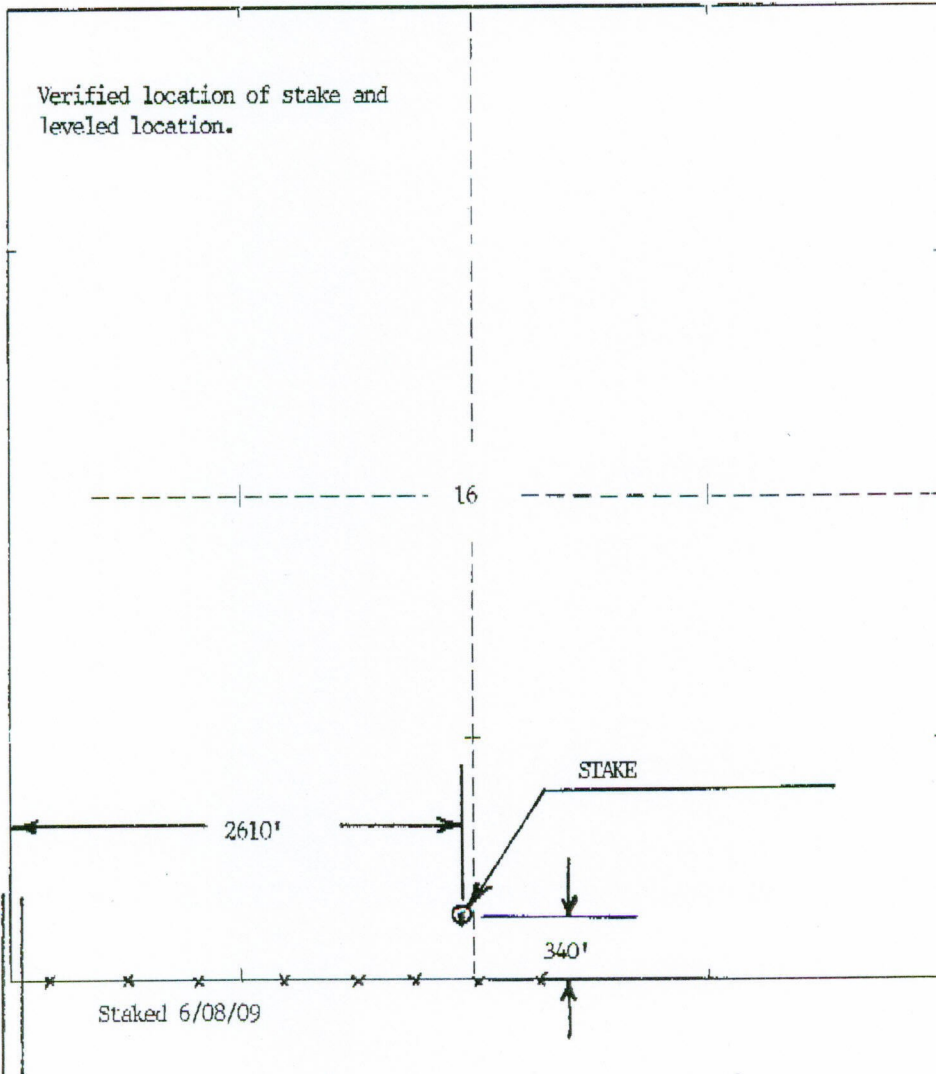 Verified location of stake and
leveled location.
16
STAKE
2610'
340'
Staked 6/08/09